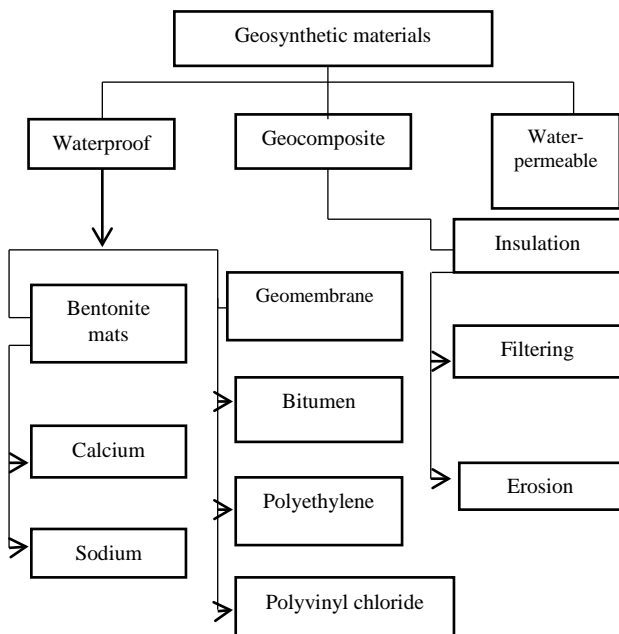 Geosynthetic materials
Waterproof
Geocomposite
Water-
permeable
Insulation
Bentonite
mats
Geomembrane
Filtering
Bitumen
Calcium
Polyethylene
Erosion
Sodium
Polyvinyl chloride